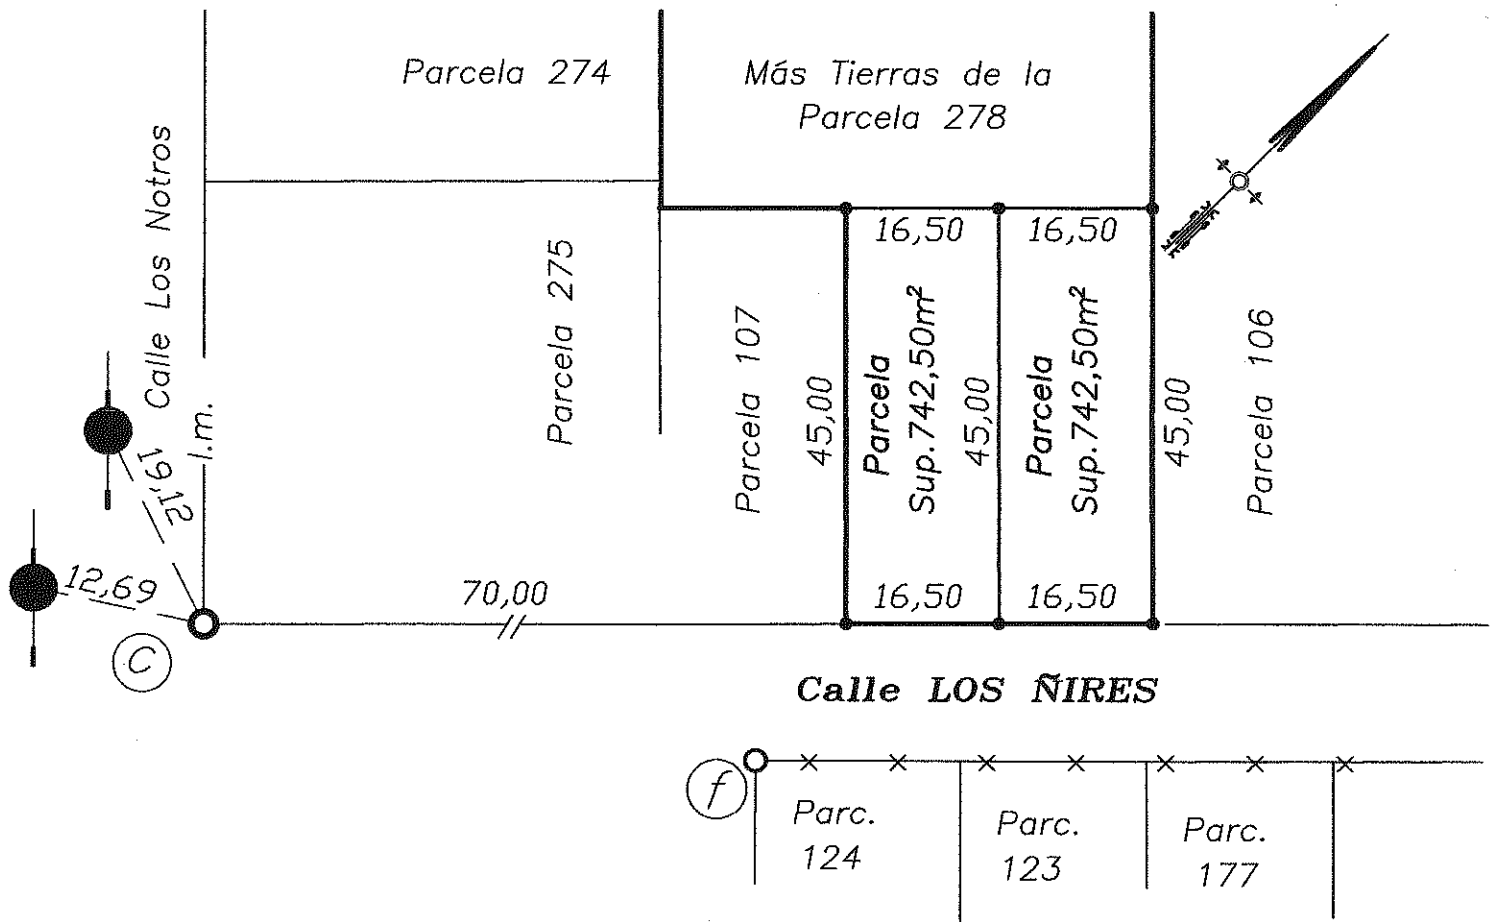 Parcela 274
Más Tierras de la
Parcela 278
Calle Los Notros
l.m.
19,12
12,69
C
70,00
Parcela 275
Parcela 107
45,00
16,50
16,50
Parcela
Sup.742,50m²
45,00
Parcela
Sup.742,50m²
45,00
Parcela 106
16,50
16,50
Calle LOS ÑIRES
f
Parc.
124
Parc.
123
Parc.
177